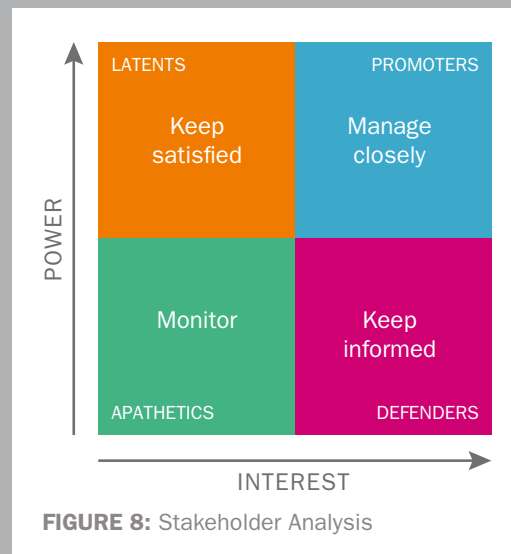 LATENTS
PROMOTERS
Keep
satisfied
Manage
closely
POWER
Monitor
Keep
informed
APATHETICS
DEFENDERS
INTEREST
FIGURE 8: Stakeholder Analysis